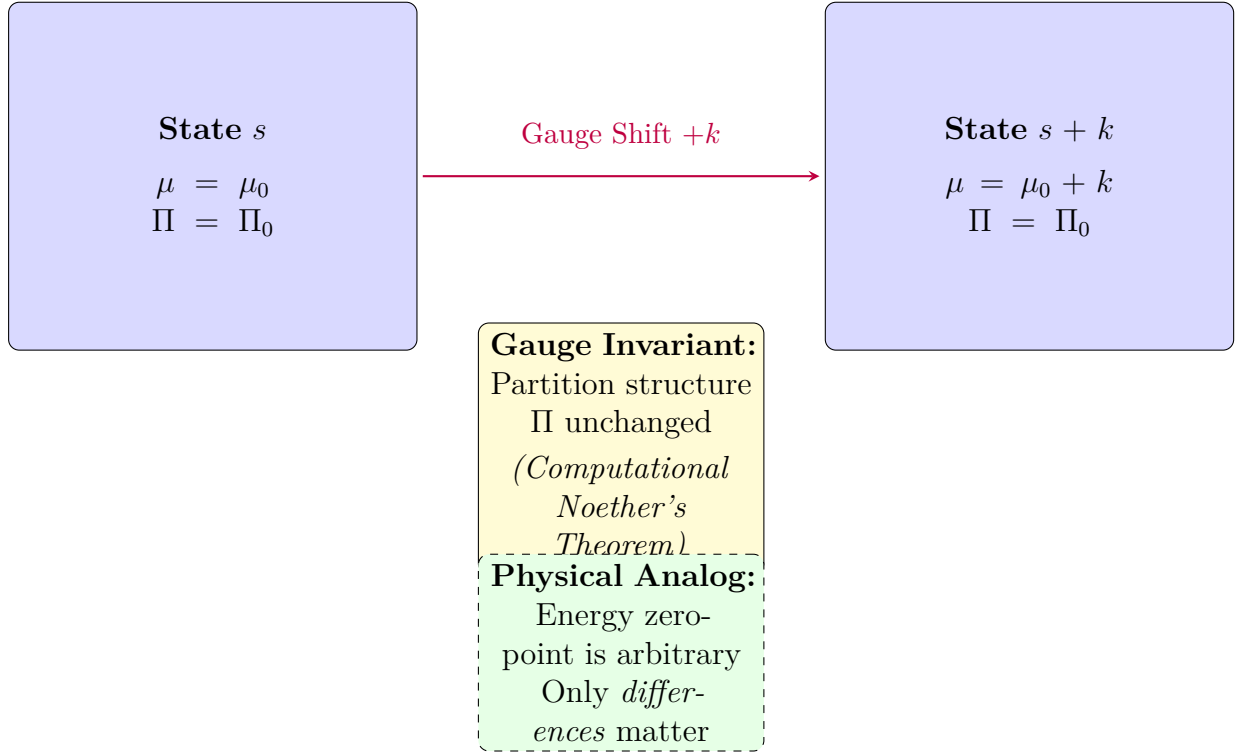 State s
μ = μ₀
Π = Π₀
Gauge Shift +k
State s + k
μ = μ₀ + k
Π = Π₀
Gauge Invariant:
Partition structure
Π unchanged
(Computational
Noether's
Theorem)
Physical Analog:
Energy zero-
point is arbitrary
Only differ-
ences matter